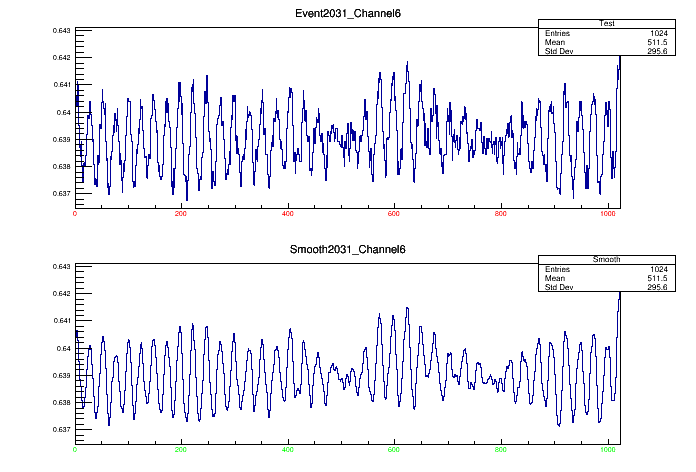 Event2031_Channel6
Test
Entries 1024
Mean 511.5
Std Dev 295.6
0.643
0.642
0.641
0.64
0.639
0.638
0.637
0 200 400 600 800 1000
Smooth2031_Channel6
Smooth
Entries 1024
Mean 511.5
Std Dev 295.6
0.643
0.642
0.641
0.64
0.639
0.638
0.637
0 200 400 600 800 1000